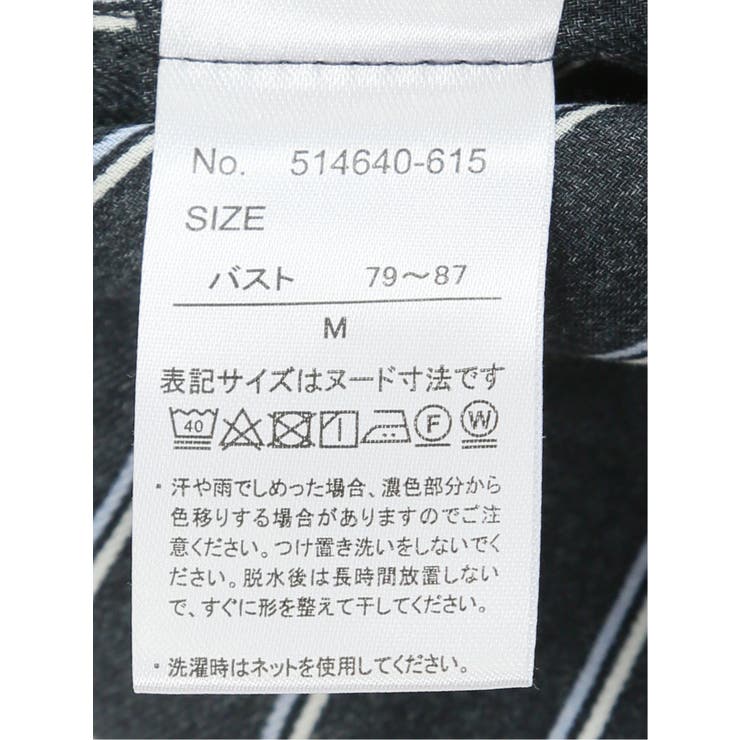 No. 514640-615
SIZE
バスト 79～87
M
表記サイズはヌード寸法です
40 F W
・汗や雨でしめった場合、濃色部分から
色移りする場合がありますのでご注
意ください。つけ置き洗いをしないでく
ださい。脱水後は長時間放置しない
で、すぐに形を整えて干してください。
・洗濯時はネットを使用してください。